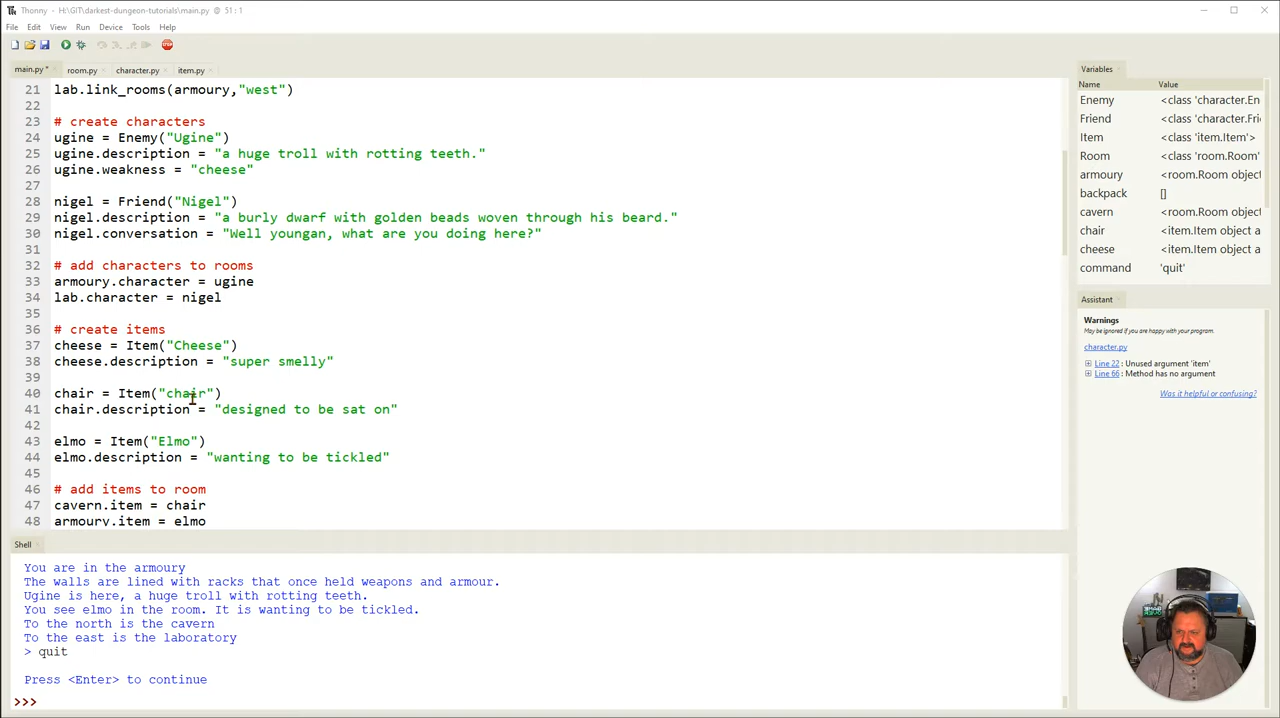 Thonny - H:\GIT\darkest-dungeon-tutorials\main.py @ 51 : 1
File Edit View Run Device Tools Help
main.py * room.py character.py item.py
21 lab.link_rooms(armoury,"west")
22
23 # create characters
24 ugine = Enemy("Ugine")
25 ugine.description = "a huge troll with rotting teeth."
26 ugine.weakness = "cheese"
27
28 nigel = Friend("Nigel")
29 nigel.description = "a burly dwarf with golden beads woven through his beard."
30 nigel.conversation = "Well youngan, what are you doing here?"
31
32 # add characters to rooms
33 armoury.character = ugine
34 lab.character = nigel
35
36 # create items
37 cheese = Item("Cheese")
38 cheese.description = "super smelly"
39
40 chair = Item("chair")
41 chair.description = "designed to be sat on"
42
43 elmo = Item("Elmo")
44 elmo.description = "wanting to be tickled"
45
46 # add items to room
47 cavern.item = chair
48 armoury.item = elmo
Shell
You are in the armoury
The walls are lined with racks that once held weapons and armour.
Ugine is here, a huge troll with rotting teeth.
You see elmo in the room. It is wanting to be tickled.
To the north is the cavern
To the east is the laboratory
> quit
Press <Enter> to continue
>>>
Variables
Name Value
Enemy <class 'character.En
Friend <class 'character.Fri
Item <class 'item.Item'>
Room <class 'room.Room'
armoury <room.Room object
backpack []
cavern <room.Room object
chair <item.Item object a
cheese <item.Item object a
command 'quit'
Assistant
Warnings
May be ignored if you are happy with your program.
character.py
Line 22 : Unused argument 'item'
Line 66 : Method has no argument
Was it helpful or confusing?